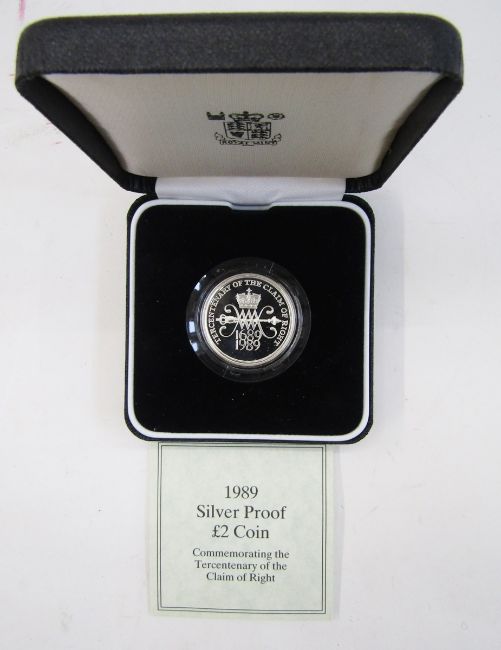 ROYAL MINT
TERCENTENARY OF THE CLAIM OF RIGHT
1689
1989
1989
Silver Proof
£2 Coin
Commemorating the
Tercentenary of the
Claim of Right